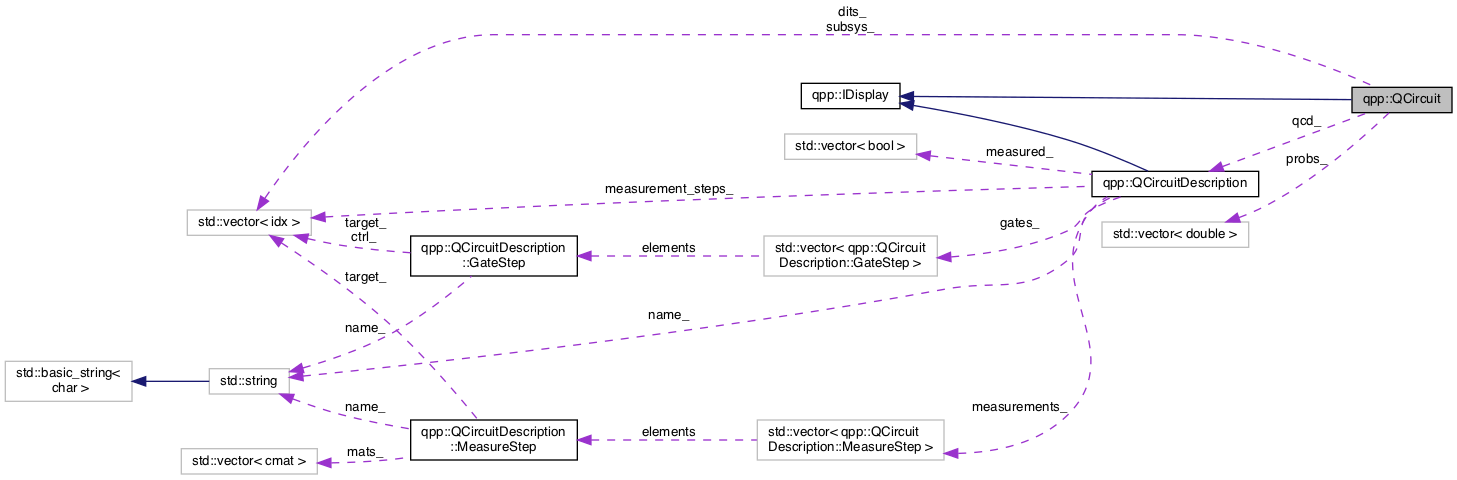 dits_
subsys_
qpp::IDisplay
qpp::QCircuit
qcd_
std::vector< bool >
measured_
probs_
qpp::QCircuitDescription
measurement_steps_
std::vector< idx >
target_
ctrl_
gates_
std::vector< double >
qpp::QCircuitDescription
::GateStep
elements
std::vector< qpp::QCircuit
Description::GateStep >
target_
name_
name_
std::basic_string<
char >
std::string
name_
measurements_
qpp::QCircuitDescription
::MeasureStep
elements
std::vector< qpp::QCircuit
Description::MeasureStep >
mats_
std::vector< cmat >